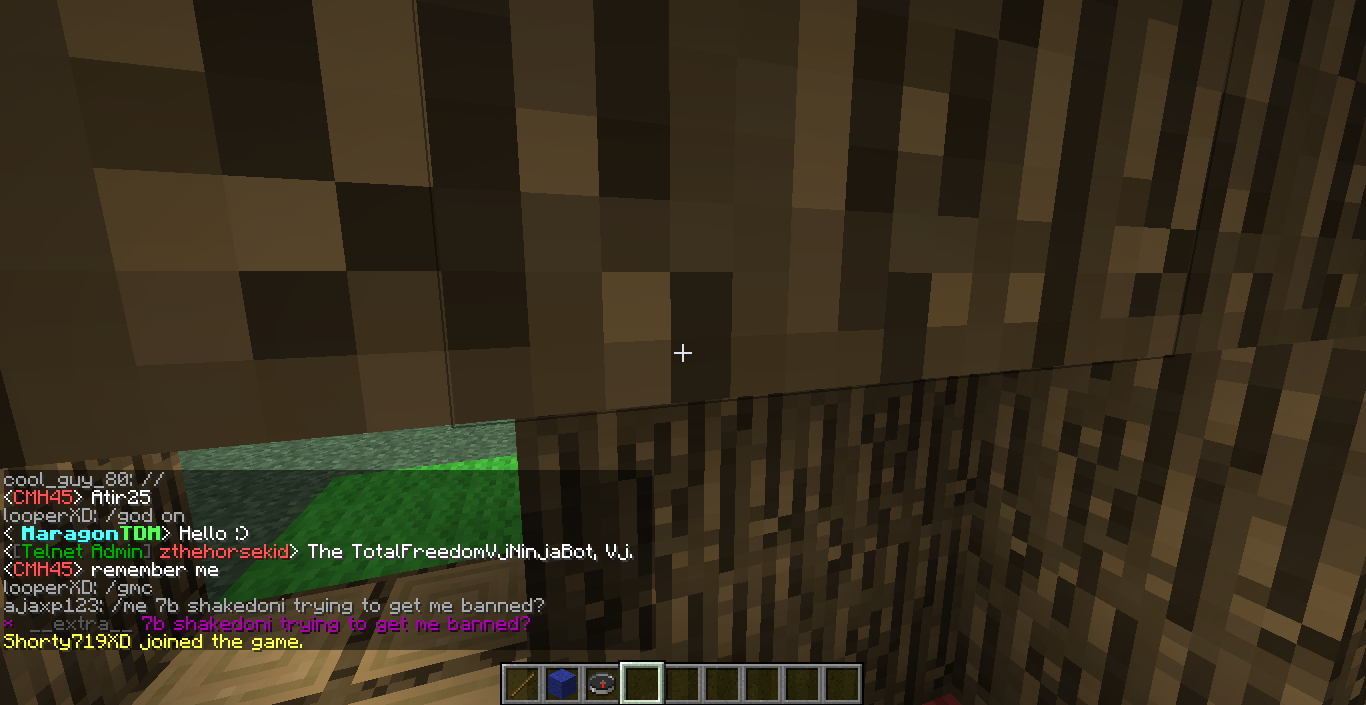 cool_guy_80: //
<CMH45> Atir25
looperXD: /god on
< MaragonTDM> Hello :)
<[Telnet Admin] zthehorsekid> The TotalFreedomVjNinjaBot, Vj.
<CMH45> remember me
looperXD: /gmc
ajaxp123: /me 7b shakedoni trying to get me banned?
* __extra__ 7b shakedoni trying to get me banned?
Shorty719XD joined the game.